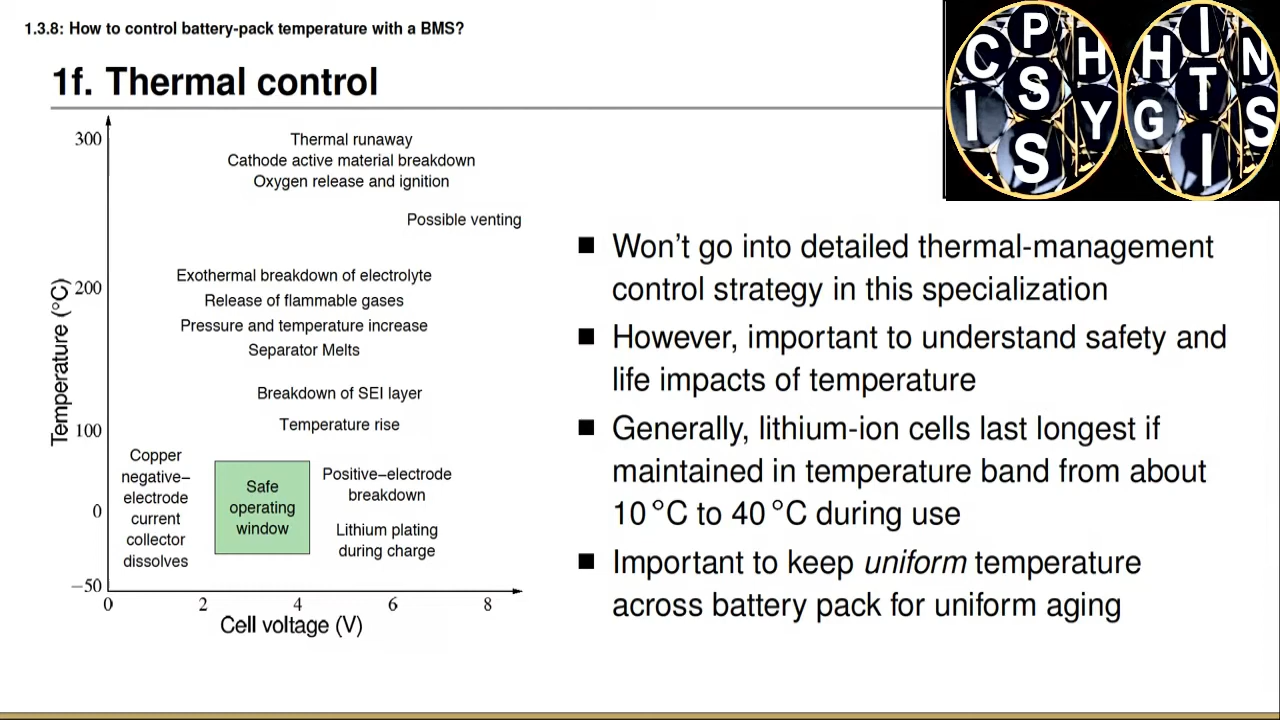 1.3.8: How to control battery-pack temperature with a BMS?
1f. Thermal control
C P H
S
I Y
S
I
H N
T
G S
I
300
200
100
0
−50
Temperature (°C)
Thermal runaway
Cathode active material breakdown
Oxygen release and ignition
Possible venting
Exothermal breakdown of electrolyte
Release of flammable gases
Pressure and temperature increase
Separator Melts
Breakdown of SEI layer
Temperature rise
Copper
negative−
electrode
current
collector
dissolves
Safe
operating
window
Positive−electrode
breakdown
Lithium plating
during charge
0 2 4 6 8
Cell voltage (V)
■ Won't go into detailed thermal-management
control strategy in this specialization
■ However, important to understand safety and
life impacts of temperature
■ Generally, lithium-ion cells last longest if
maintained in temperature band from about
10 °C to 40 °C during use
■ Important to keep uniform temperature
across battery pack for uniform aging